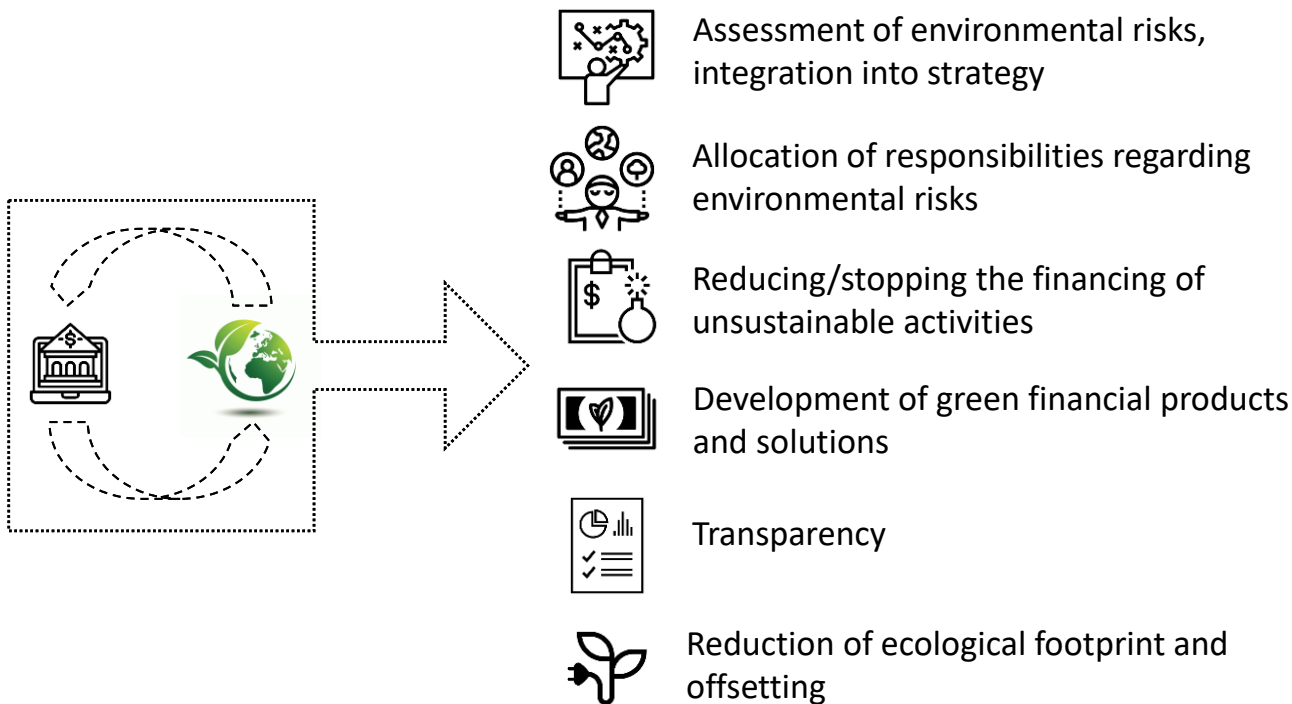 Assessment of environmental risks,
integration into strategy
Allocation of responsibilities regarding
environmental risks
$
Reducing/stopping the financing of
unsustainable activities
-$-
Development of green financial products
and solutions
Transparency
Reduction of ecological footprint and
offsetting